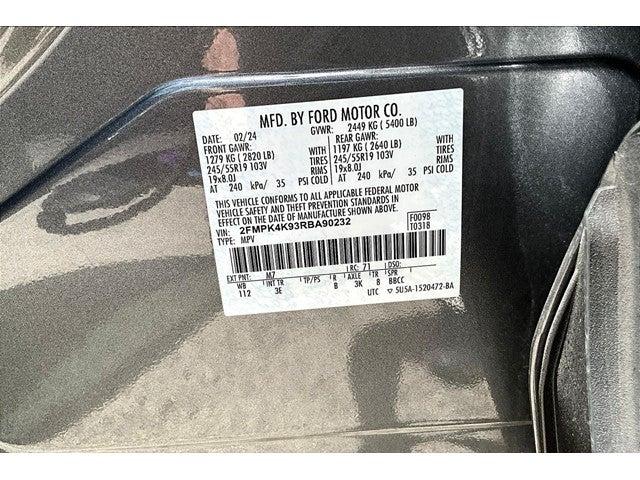 MFD. BY FORD MOTOR CO.
DATE: 02/24 GVWR: 2449 KG ( 5400 LB)
FRONT GAWR: REAR GAWR:
1279 KG ( 2820 LB) WITH 1197 KG ( 2640 LB) WITH
245/55R19 103V TIRES 245/55R19 103V TIRES
19x8.0J RIMS 19x8.0J RIMS
AT 240 kPa/ 35 PSI COLD AT 240 kPa/ 35 PSI COLD
THIS VEHICLE CONFORMS TO ALL APPLICABLE FEDERAL MOTOR
VEHICLE SAFETY AND THEFT PREVENTION STANDARDS IN
EFFECT ON THE DATE OF MANUFACTURE SHOWN ABOVE.
VIN: 2FMPK4K93RBA90232 F0098
TYPE: MPV T0318
EXT PNT: M7 RC: 71 DSO:
WB INT TR TP/PS R AXLE TR SPR
112 3E B 3K B BBCC
UTC 5U5A-1520472-BA